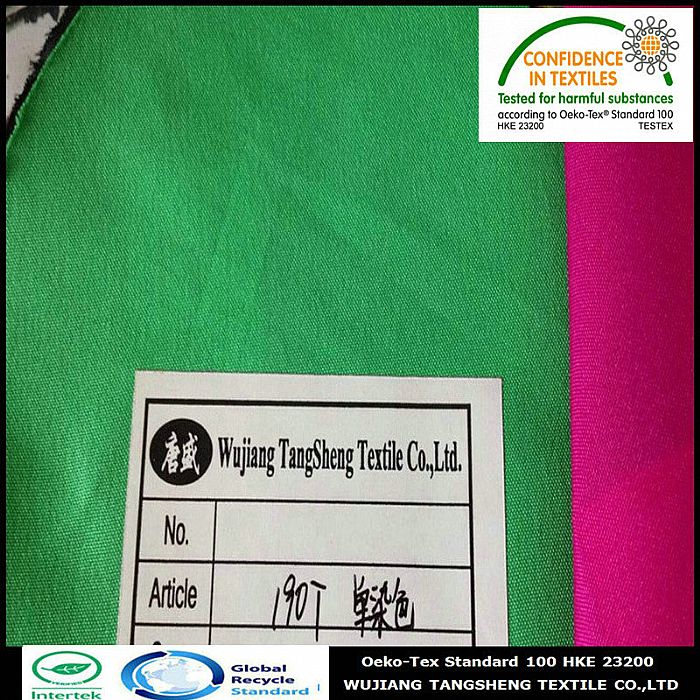 CONFIDENCE
IN TEXTILES
Tested for harmful substances
according to Oeko-Tex® Standard 100
HKE 23200 TESTEX
唐盛 Wujiang TangSheng Textile Co.,Ltd.
No.
Article 190T 单染色
Intertek
Global
Recycle
Standard
Oeko-Tex Standard 100 HKE 23200
WUJIANG TANGSHENG TEXTILE CO.,LTD